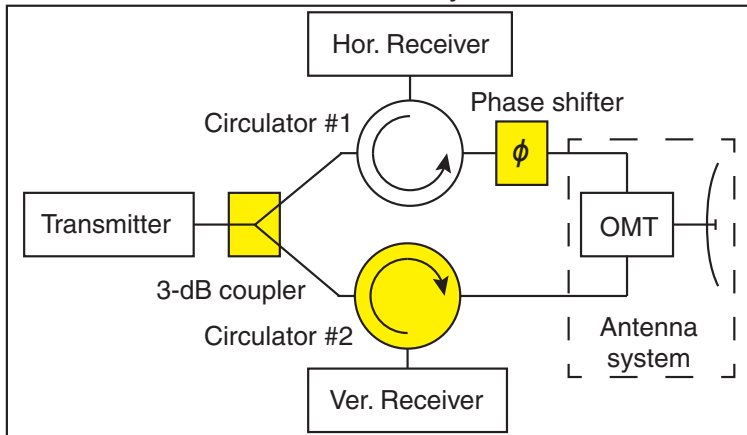 Hor. Receiver
Phase shifter
Circulator #1
ϕ
Transmitter
OMT
3-dB coupler
Circulator #2
Antenna
system
Ver. Receiver